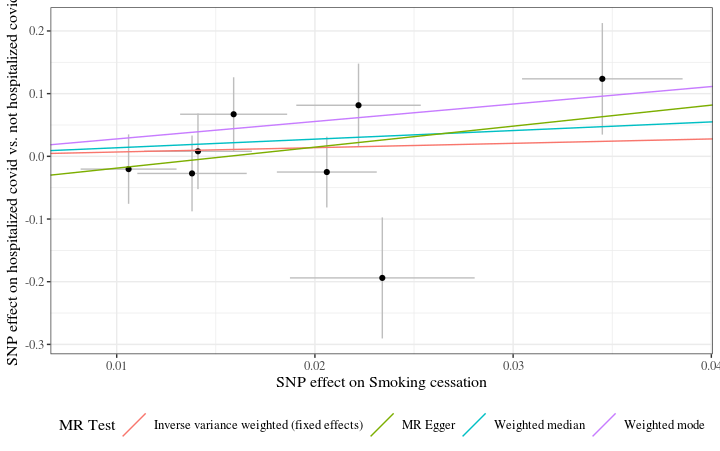 SNP effect on hospitalized covid vs. not hospitalized covid
0.2
0.1
0.0
-0.1
-0.2
-0.3
0.01
0.02
0.03
0.04
SNP effect on Smoking cessation
MR Test
Inverse variance weighted (fixed effects)
MR Egger
Weighted median
Weighted mode